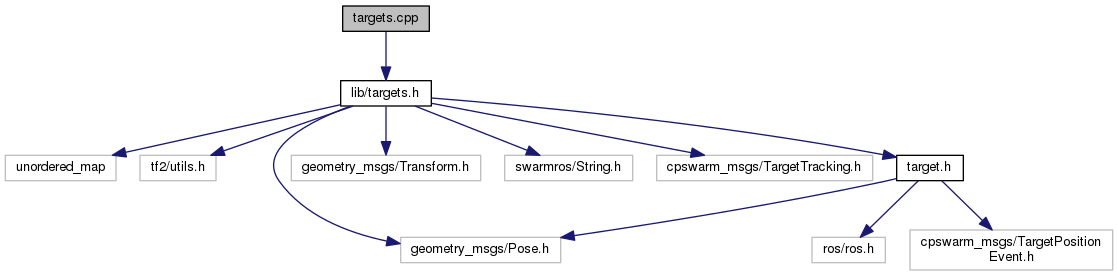 targets.cpp
lib/targets.h
unordered_map
tf2/utils.h
geometry_msgs/Transform.h
swarmros/String.h
cpswarm_msgs/TargetTracking.h
target.h
geometry_msgs/Pose.h
ros/ros.h
cpswarm_msgs/TargetPosition
Event.h